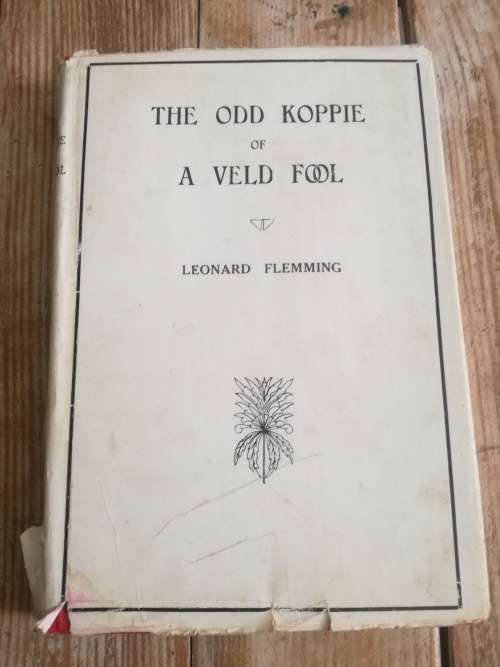 THE ODD KOPPIE
OF
A VELD FOOL
LEONARD FLEMMING